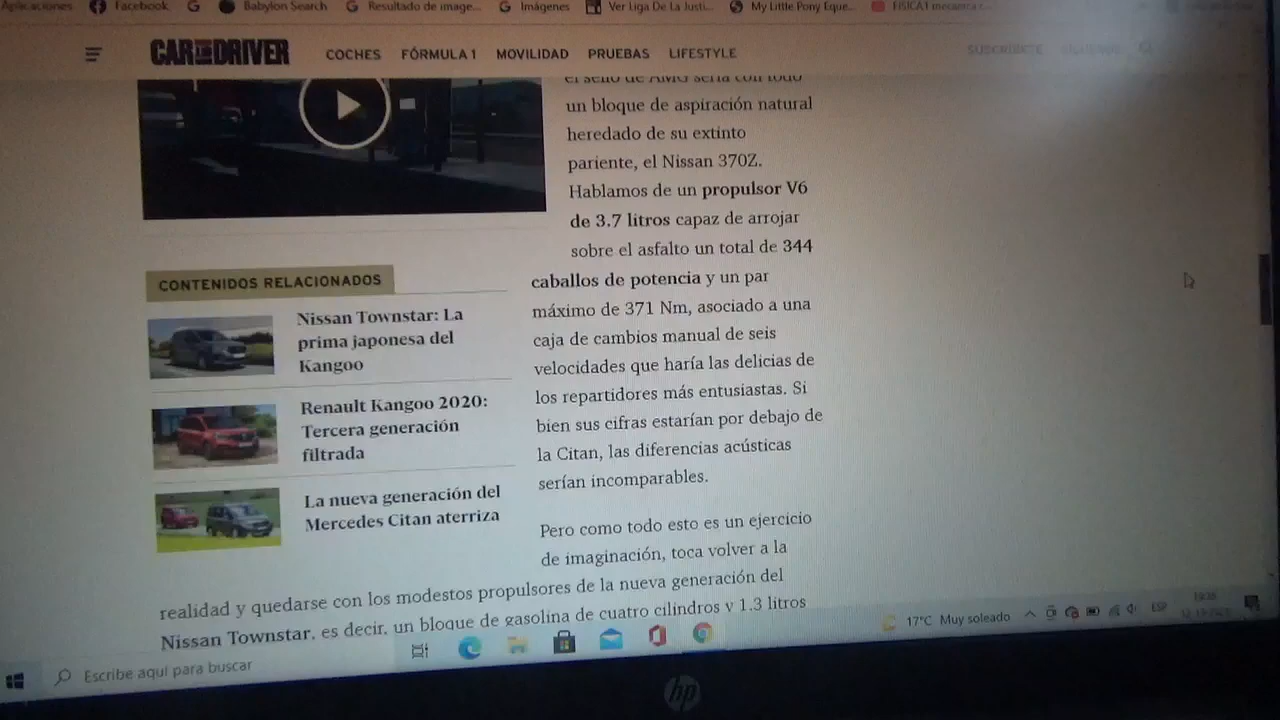 Aplicaciones Facebook Babylon Search Resultado de image... Imágenes Ver Liga De La Justi... My Little Pony Eque... FISICA1 mecanica t...
CAR AND DRIVER COCHES FÓRMULA 1 MOVILIDAD PRUEBAS LIFESTYLE SUSCRÍBETE
el sello de AMG sería con todo
un bloque de aspiración natural
heredado de su extinto
pariente, el Nissan 370Z.
Hablamos de un propulsor V6
de 3.7 litros capaz de arrojar
sobre el asfalto un total de 344
caballos de potencia y un par
máximo de 371 Nm, asociado a una
caja de cambios manual de seis
velocidades que haría las delicias de
los repartidores más entusiastas. Si
bien sus cifras estarían por debajo de
la Citan, las diferencias acústicas
serían incomparables.
CONTENIDOS RELACIONADOS
Nissan Townstar: La
prima japonesa del
Kangoo
Renault Kangoo 2020:
Tercera generación
filtrada
La nueva generación del
Mercedes Citan aterriza
Pero como todo esto es un ejercicio
de imaginación, toca volver a la
realidad y quedarse con los modestos propulsores de la nueva generación del
Nissan Townstar, es decir, un bloque de gasolina de cuatro cilindros y 1.3 litros
17°C Muy soleado ESP
Escribe aquí para buscar
hp